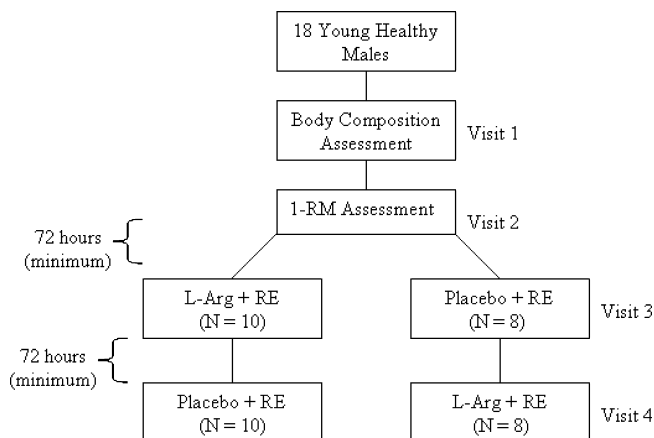 18 Young Healthy
Males
Body Composition
Assessment
Visit 1
1-RM Assessment
Visit 2
72 hours
(minimum)
L-Arg + RE
(N = 10)
Placebo + RE
(N = 8)
Visit 3
72 hours
(minimum)
Placebo + RE
(N = 10)
L-Arg + RE
(N = 8)
Visit 4